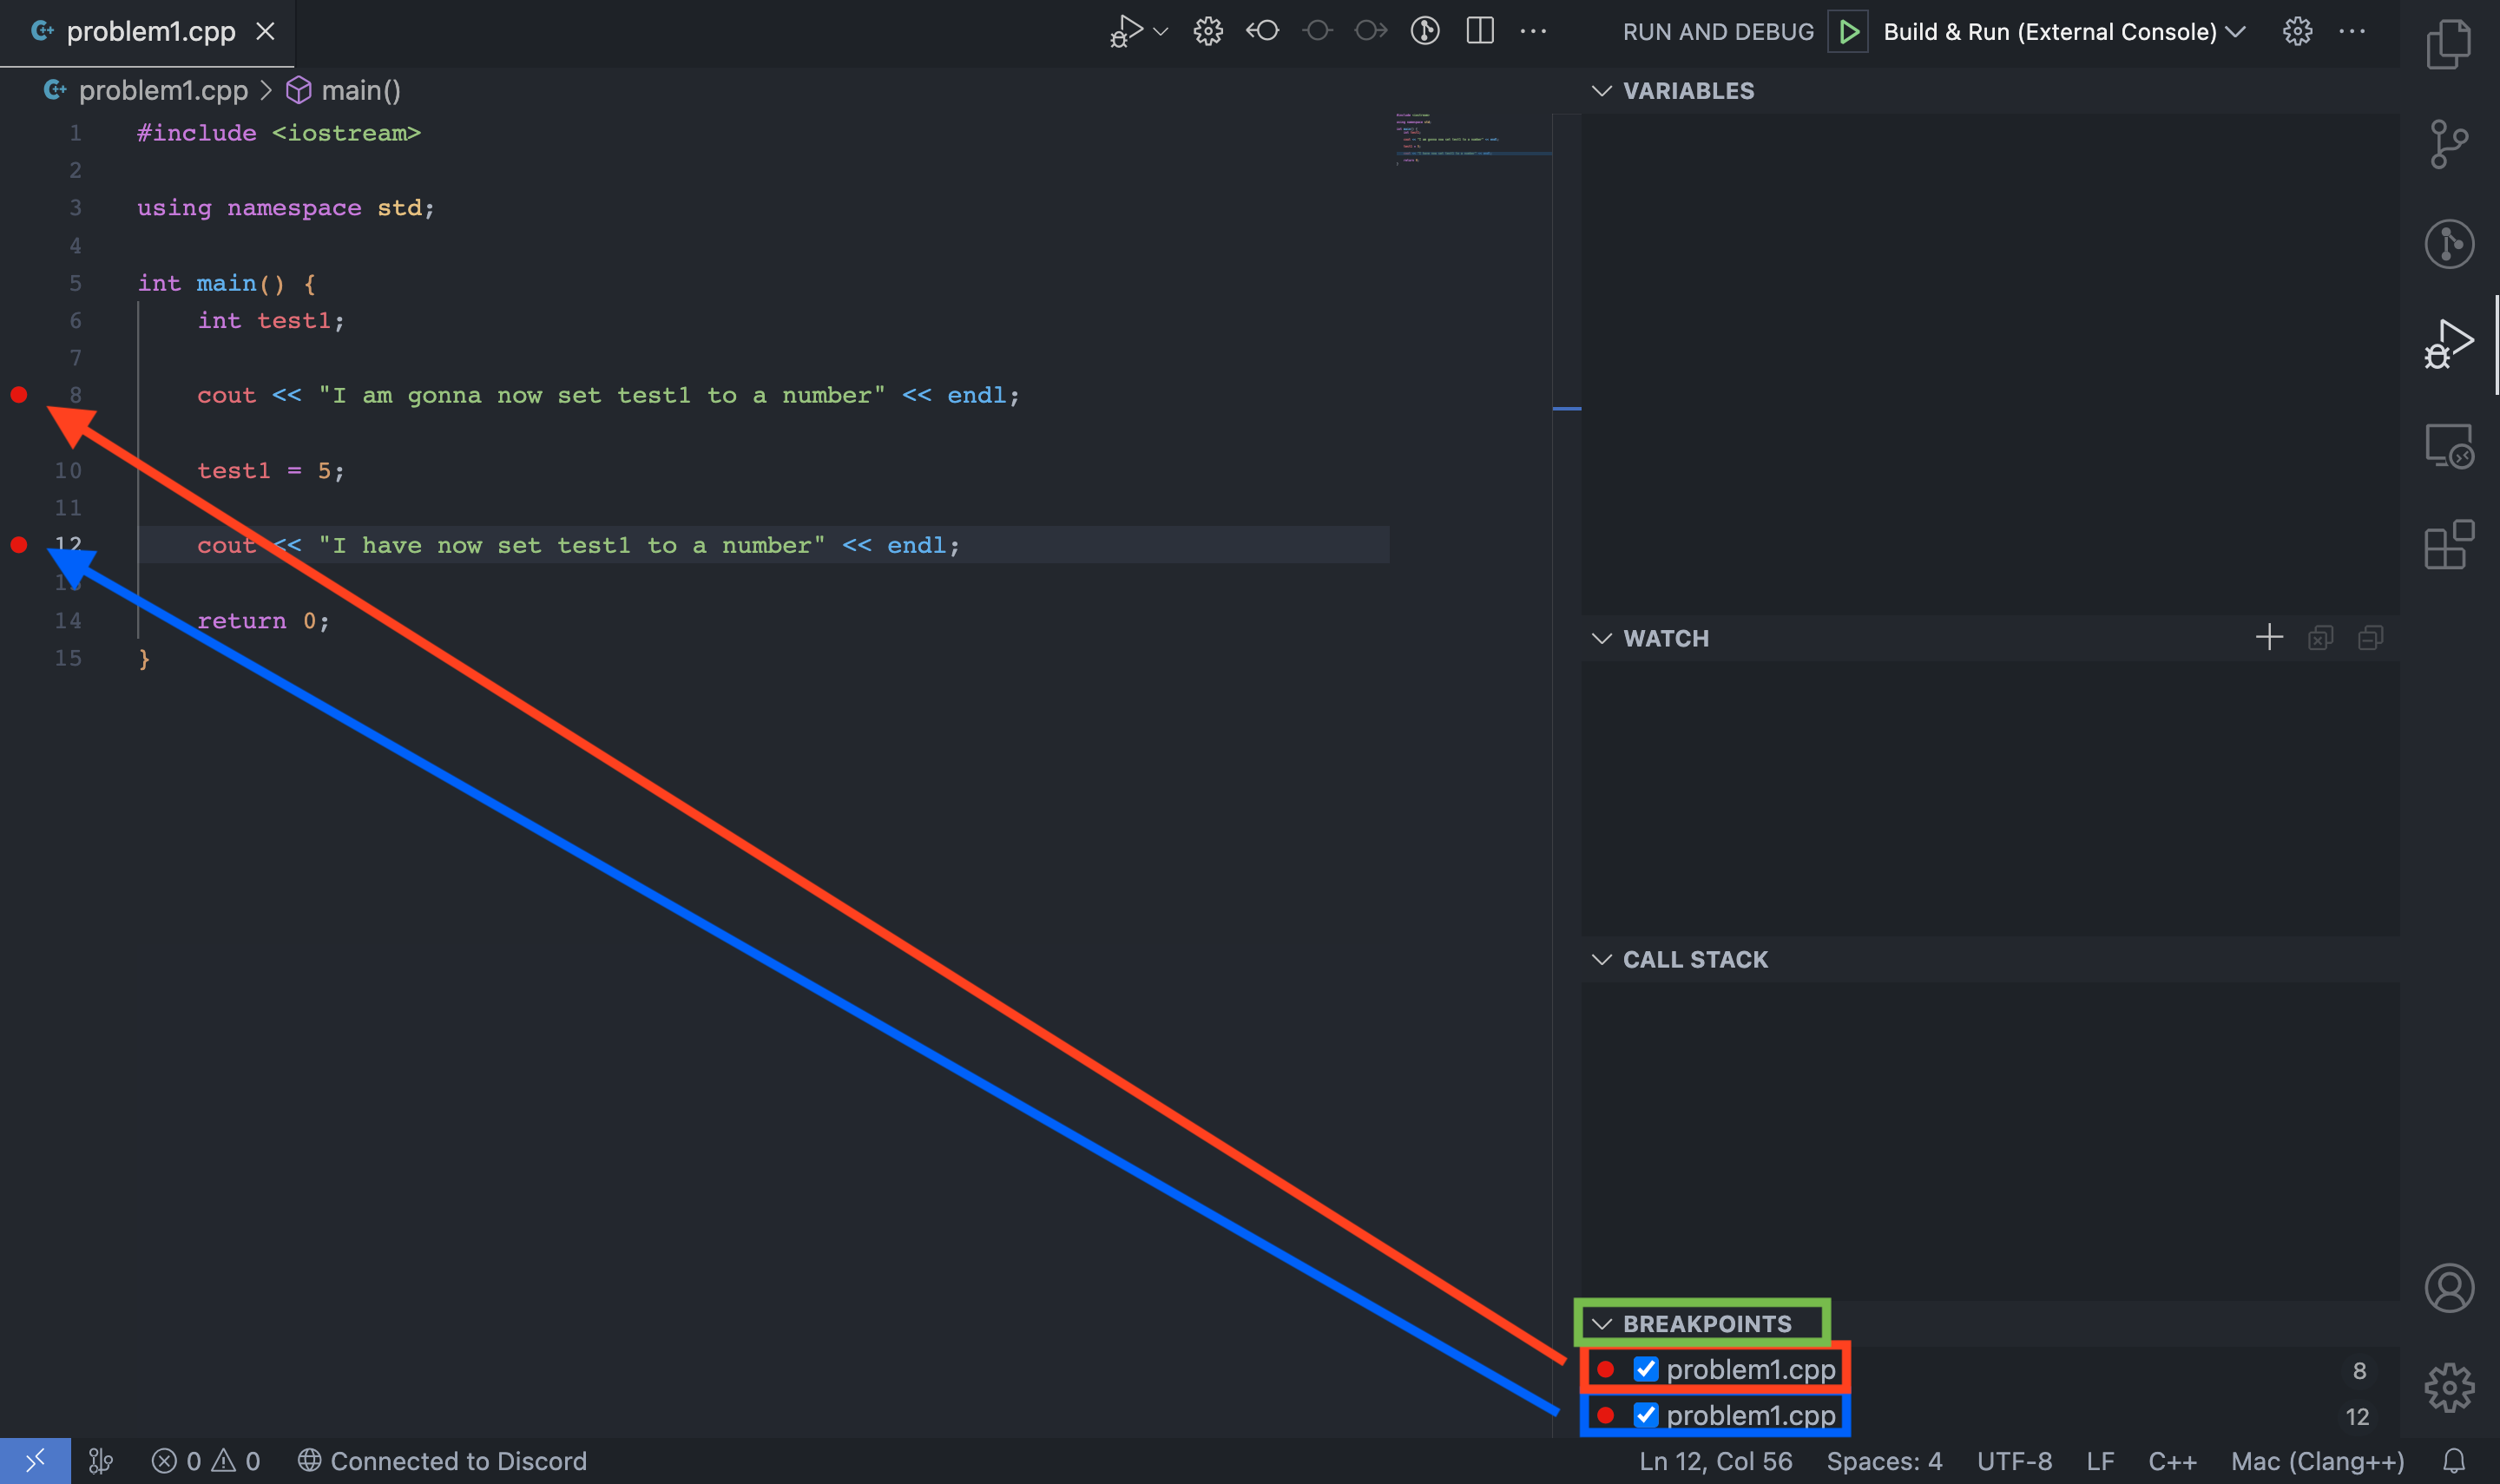 problem1.cpp
RUN AND DEBUG Build & Run (External Console)
problem1.cpp > main()
1 #include <iostream>
2
3 using namespace std;
4
5 int main() {
6 int test1;
7
8 cout << "I am gonna now set test1 to a number" << endl;
10 test1 = 5;
11
12 cout << "I have now set test1 to a number" << endl;
13
14 return 0;
15 }
VARIABLES
WATCH
CALL STACK
BREAKPOINTS
problem1.cpp 8
problem1.cpp 12
0 0 Connected to Discord Ln 12, Col 56 Spaces: 4 UTF-8 LF C++ Mac (Clang++)